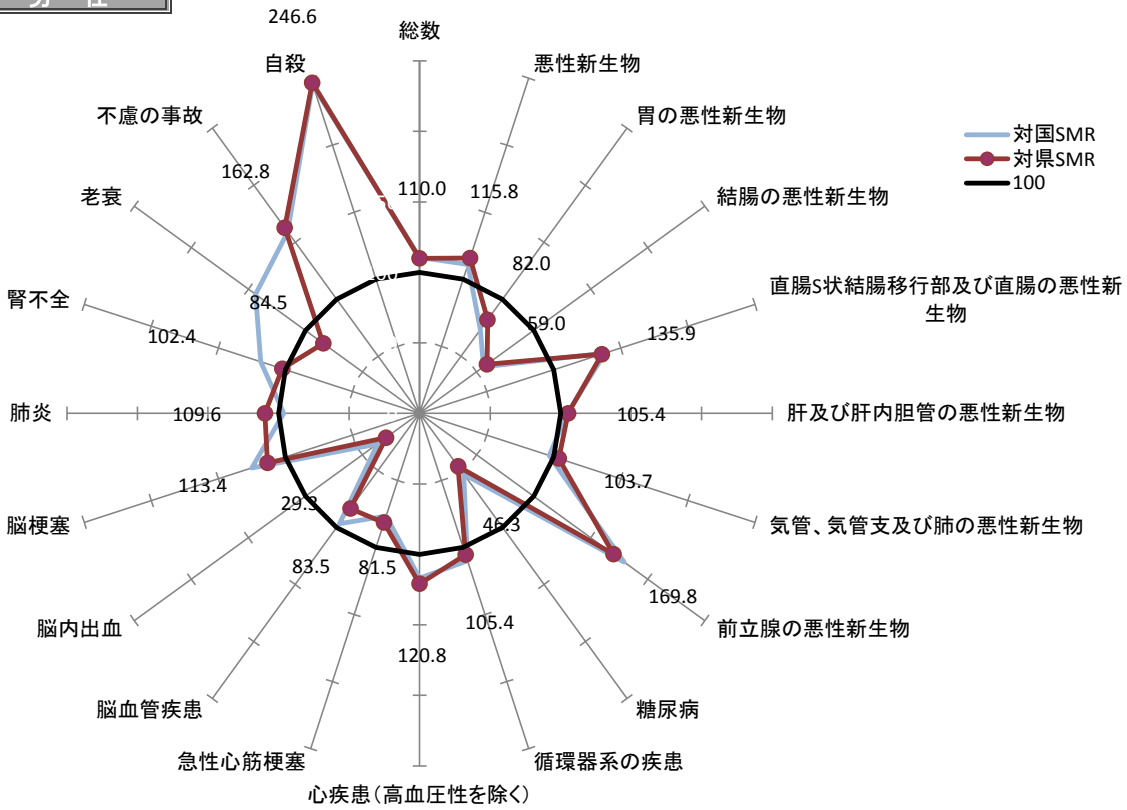 男 性
246.6
総数
自殺
悪性新生物
不慮の事故
胃の悪性新生物
対国SMR
対県SMR
100
162.8
老衰
110.0
115.8
結腸の悪性新生物
82.0
直腸S状結腸移行部及び直腸の悪性新
生物
腎不全
84.5
59.0
135.9
102.4
肺炎
109.6
105.4
肝及び肝内胆管の悪性新生物
113.4
103.7
脳梗塞
29.3
46.3
気管、気管支及び肺の悪性新生物
83.5
81.5
169.8
脳内出血
105.4
前立腺の悪性新生物
120.8
脳血管疾患
糖尿病
急性心筋梗塞
循環器系の疾患
心疾患(高血圧性を除く)